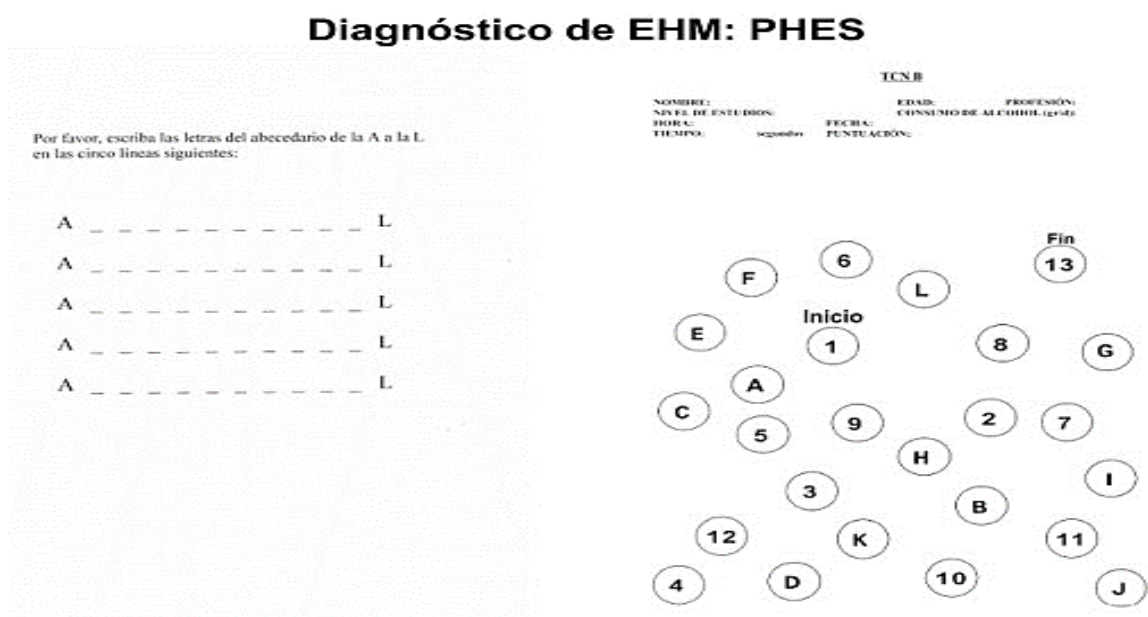 Diagnóstico de EHM: PHES
Por favor, escriba las letras del abecedario de la A a la L
en las cinco líneas siguientes:
A _ _ _ _ _ _ _ _ _ _ L
A _ _ _ _ _ _ _ _ _ _ L
A _ _ _ _ _ _ _ _ _ _ L
A _ _ _ _ _ _ _ _ _ _ L
A _ _ _ _ _ _ _ _ _ _ L
TCN B
NOMBRE: EDAD: PROFESIÓN:
NIVEL DE ESTUDIOS: CONSUMO DE ALCOHOL (gr/d):
HORA: FECHA:
TIEMPO: segundos PUNTUACIÓN:
Fin
6 13
F L
Inicio
E 1 8 G
A
C 5 9 2 7
H
3 B I
12 K 11
4 D 10 J